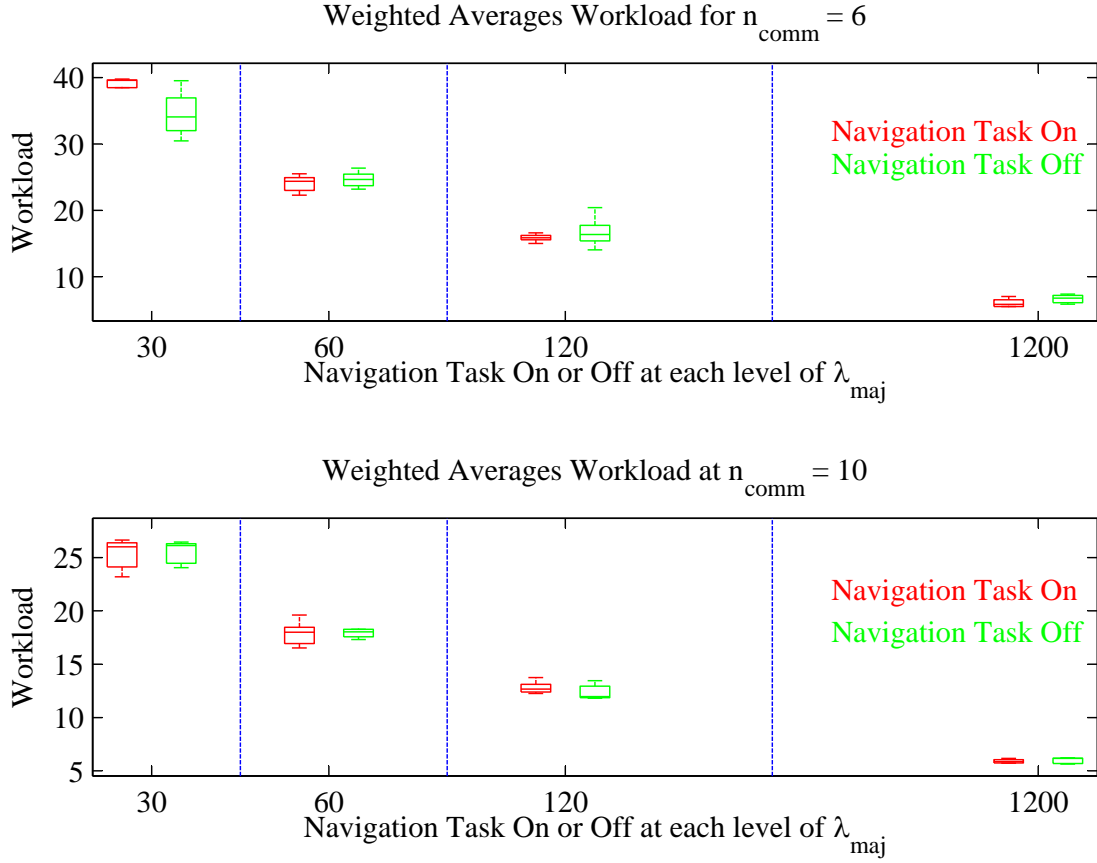 Weighted Averages Workload for n_comm = 6
40
30
20
10
Workload
Navigation Task On
Navigation Task Off
30 60 120 1200
Navigation Task On or Off at each level of λ_maj
Weighted Averages Workload at n_comm = 10
25
20
15
10
5
Workload
Navigation Task On
Navigation Task Off
30 60 120 1200
Navigation Task On or Off at each level of λ_maj